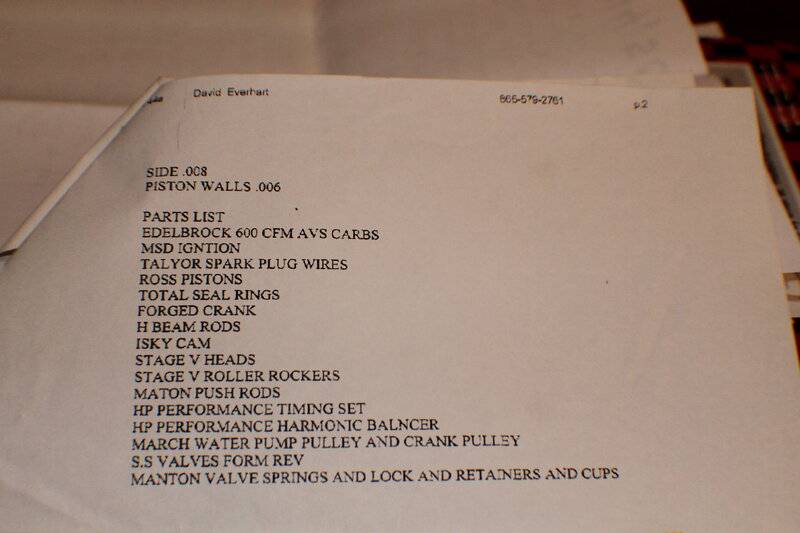 David Everhart 865-579-2761 p.2
SIDE .008
PISTON WALLS .006
PARTS LIST
EDELBROCK 600 CFM AVS CARBS
MSD IGNTION
TALYOR SPARK PLUG WIRES
ROSS PISTONS
TOTAL SEAL RINGS
FORGED CRANK
H BEAM RODS
ISKY CAM
STAGE V HEADS
STAGE V ROLLER ROCKERS
MATON PUSH RODS
HP PERFORMANCE TIMING SET
HP PERFORMANCE HARMONIC BALNCER
MARCH WATER PUMP PULLEY AND CRANK PULLEY
S.S VALVES FORM REV
MANTON VALVE SPRINGS AND LOCK AND RETAINERS AND CUPS